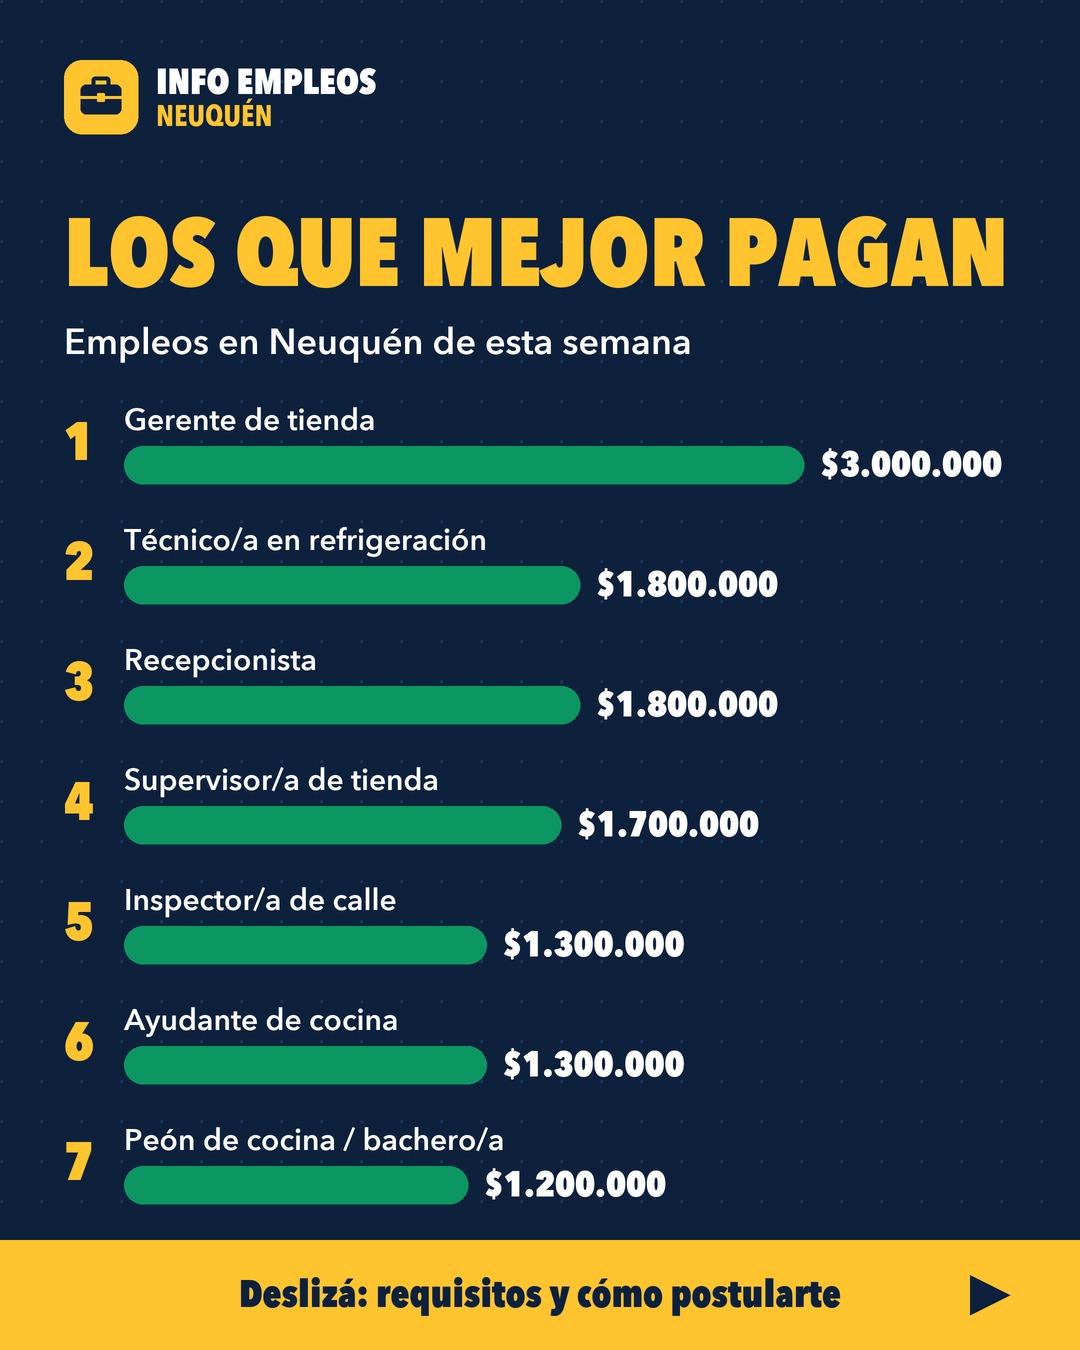 INFO EMPLEOS
NEUQUÉN
LOS QUE MEJOR PAGAN
Empleos en Neuquén de esta semana
1
Gerente de tienda
$3.000.000
2
Técnico/a en refrigeración
$1.800.000
3
Recepcionista
$1.800.000
4
Supervisor/a de tienda
$1.700.000
5
Inspector/a de calle
$1.300.000
6
Ayudante de cocina
$1.300.000
7
Peón de cocina / bachero/a
$1.200.000
Deslizá: requisitos y cómo postularte